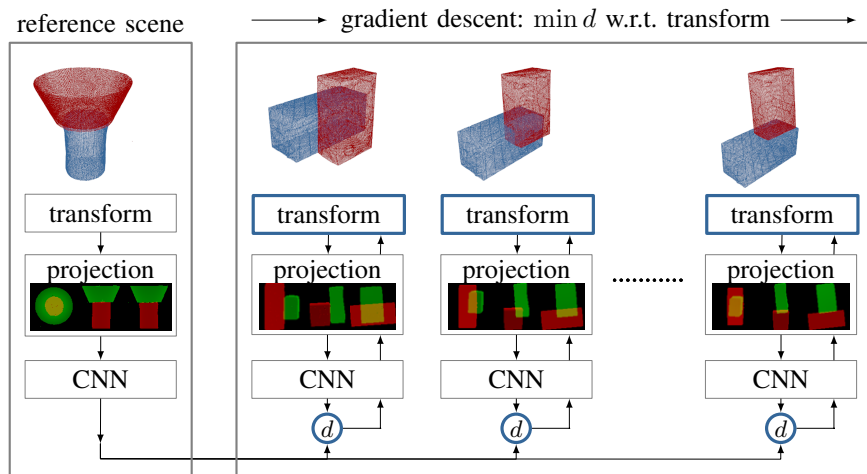 reference scene
gradient descent: min d w.r.t. transform
transform
transform
transform
transform
projection
projection
projection
projection
CNN
CNN
CNN
CNN
d
d
d